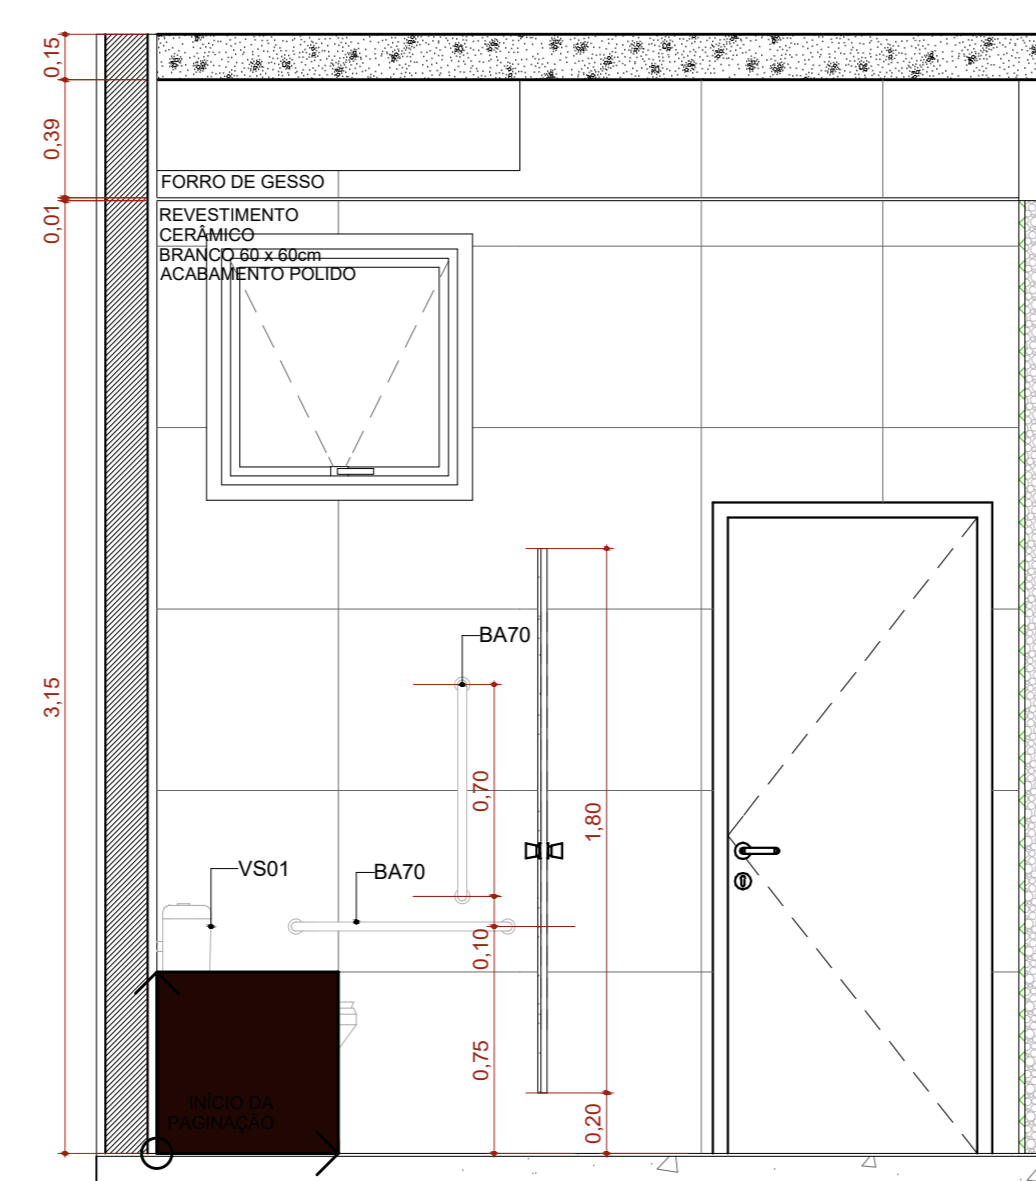 0,15
0,39
FORRO DE GESSO
0,01
REVESTIMENTO
CERÂMICO
BRANCO 60 x 60cm
ACABAMENTO POLIDO
BA70
3,15
0,70
1,80
VS01
BA70
0,10
0,75
INÍCIO DA
PAGINAÇÃO
0,20